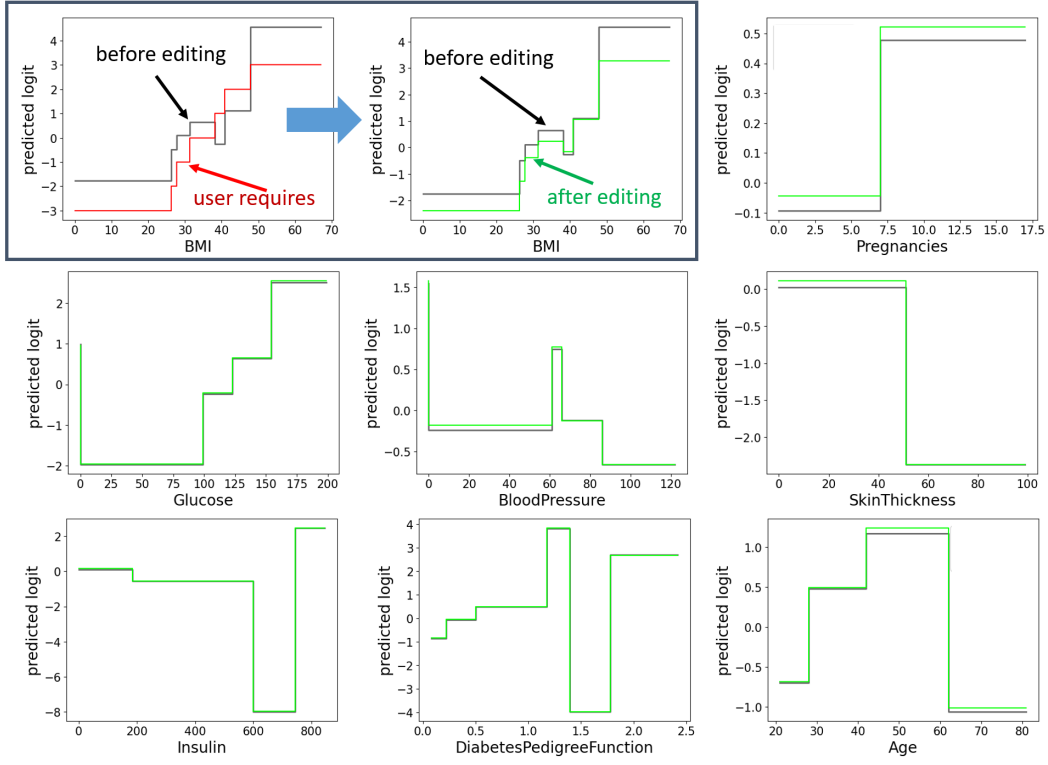 before editing
user requires
predicted logit
4
3
2
1
0
−1
−2
−3
0 10 20 30 40 50 60 70
BMI
before editing
after editing
predicted logit
4
3
2
1
0
−1
−2
0 10 20 30 40 50 60 70
BMI
predicted logit
0.5
0.4
0.3
0.2
0.1
0.0
−0.1
0.0 2.5 5.0 7.5 10.0 12.5 15.0 17.5
Pregnancies
predicted logit
2
1
0
−1
−2
0 25 50 75 100 125 150 175 200
Glucose
predicted logit
1.5
1.0
0.5
0.0
−0.5
0 20 40 60 80 100 120
BloodPressure
predicted logit
0.0
−0.5
−1.0
−1.5
−2.0
0 20 40 60 80 100
SkinThickness
predicted logit
2
0
−2
−4
−6
−8
0 200 400 600 800
Insulin
predicted logit
4
3
2
1
0
−1
−2
−3
−4
0.0 0.5 1.0 1.5 2.0 2.5
DiabetesPedigreeFunction
predicted logit
1.0
0.5
0.0
−0.5
−1.0
20 30 40 50 60 70 80
Age